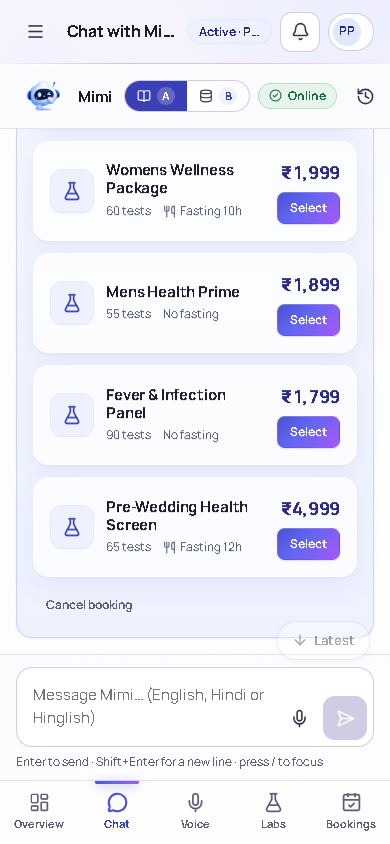 Chat with Mi...
Active · P...
PP
Mimi
A
B
Online
Womens Wellness
Package
60 tests
Fasting 10h
₹1,999
Select
Mens Health Prime
55 tests
No fasting
₹1,899
Select
Fever & Infection
Panel
90 tests
No fasting
₹1,799
Select
Pre-Wedding Health
Screen
65 tests
Fasting 12h
₹4,999
Select
Cancel booking
Latest
Message Mimi... (English, Hindi or
Hinglish)
Enter to send · Shift+Enter for a new line · press / to focus
Overview
Chat
Voice
Labs
Bookings